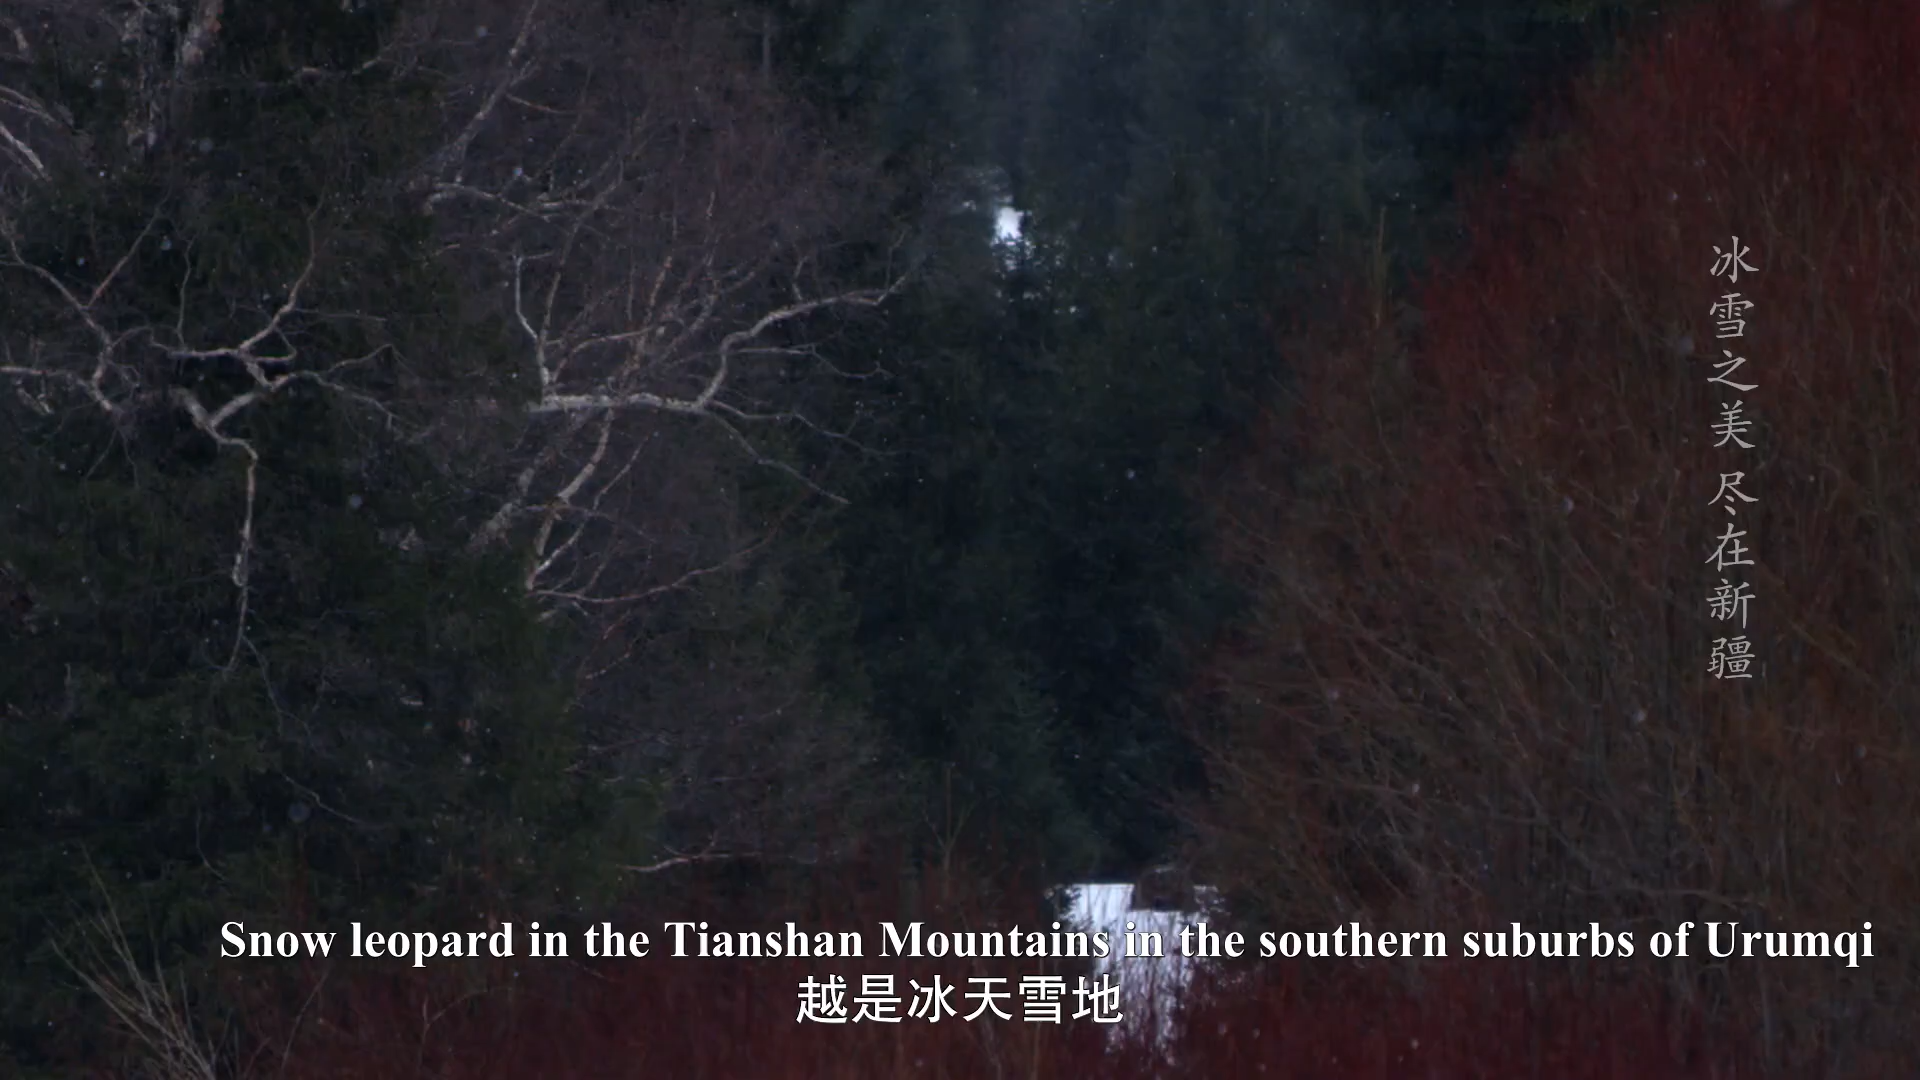 冰雪之美 尽在新疆
Snow leopard in the Tianshan Mountains in the southern suburbs of Urumqi
越是冰天雪地